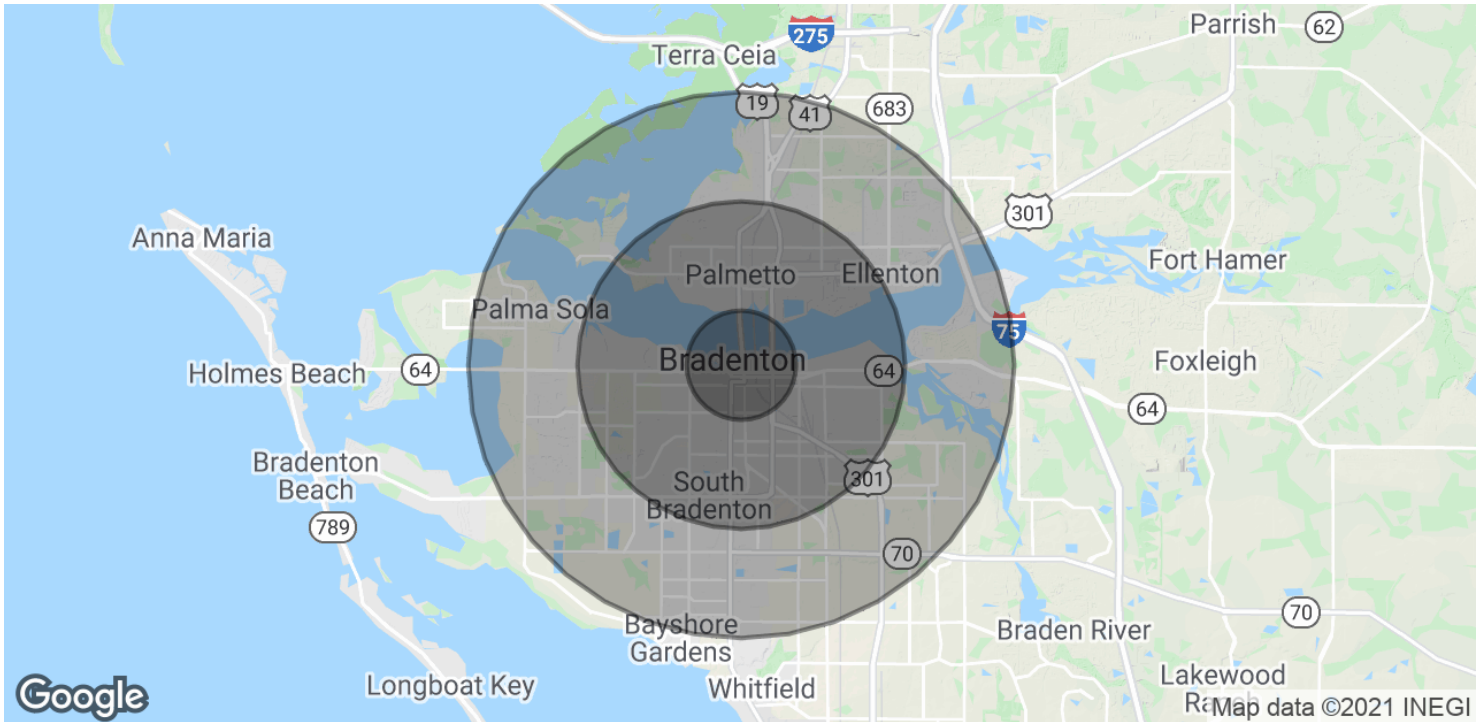 Parrish
62
275
Terra Ceia
19
41
683
301
Anna Maria
Palmetto
Ellenton
Fort Hamer
Palma Sola
75
Bradenton
Foxleigh
Holmes Beach
64
64
64
Bradenton
Beach
South
Bradenton
301
789
70
70
Bayshore
Gardens
Braden River
Longboat Key
Whitfield
Lakewood
Google
Map data ©2021 INEGI